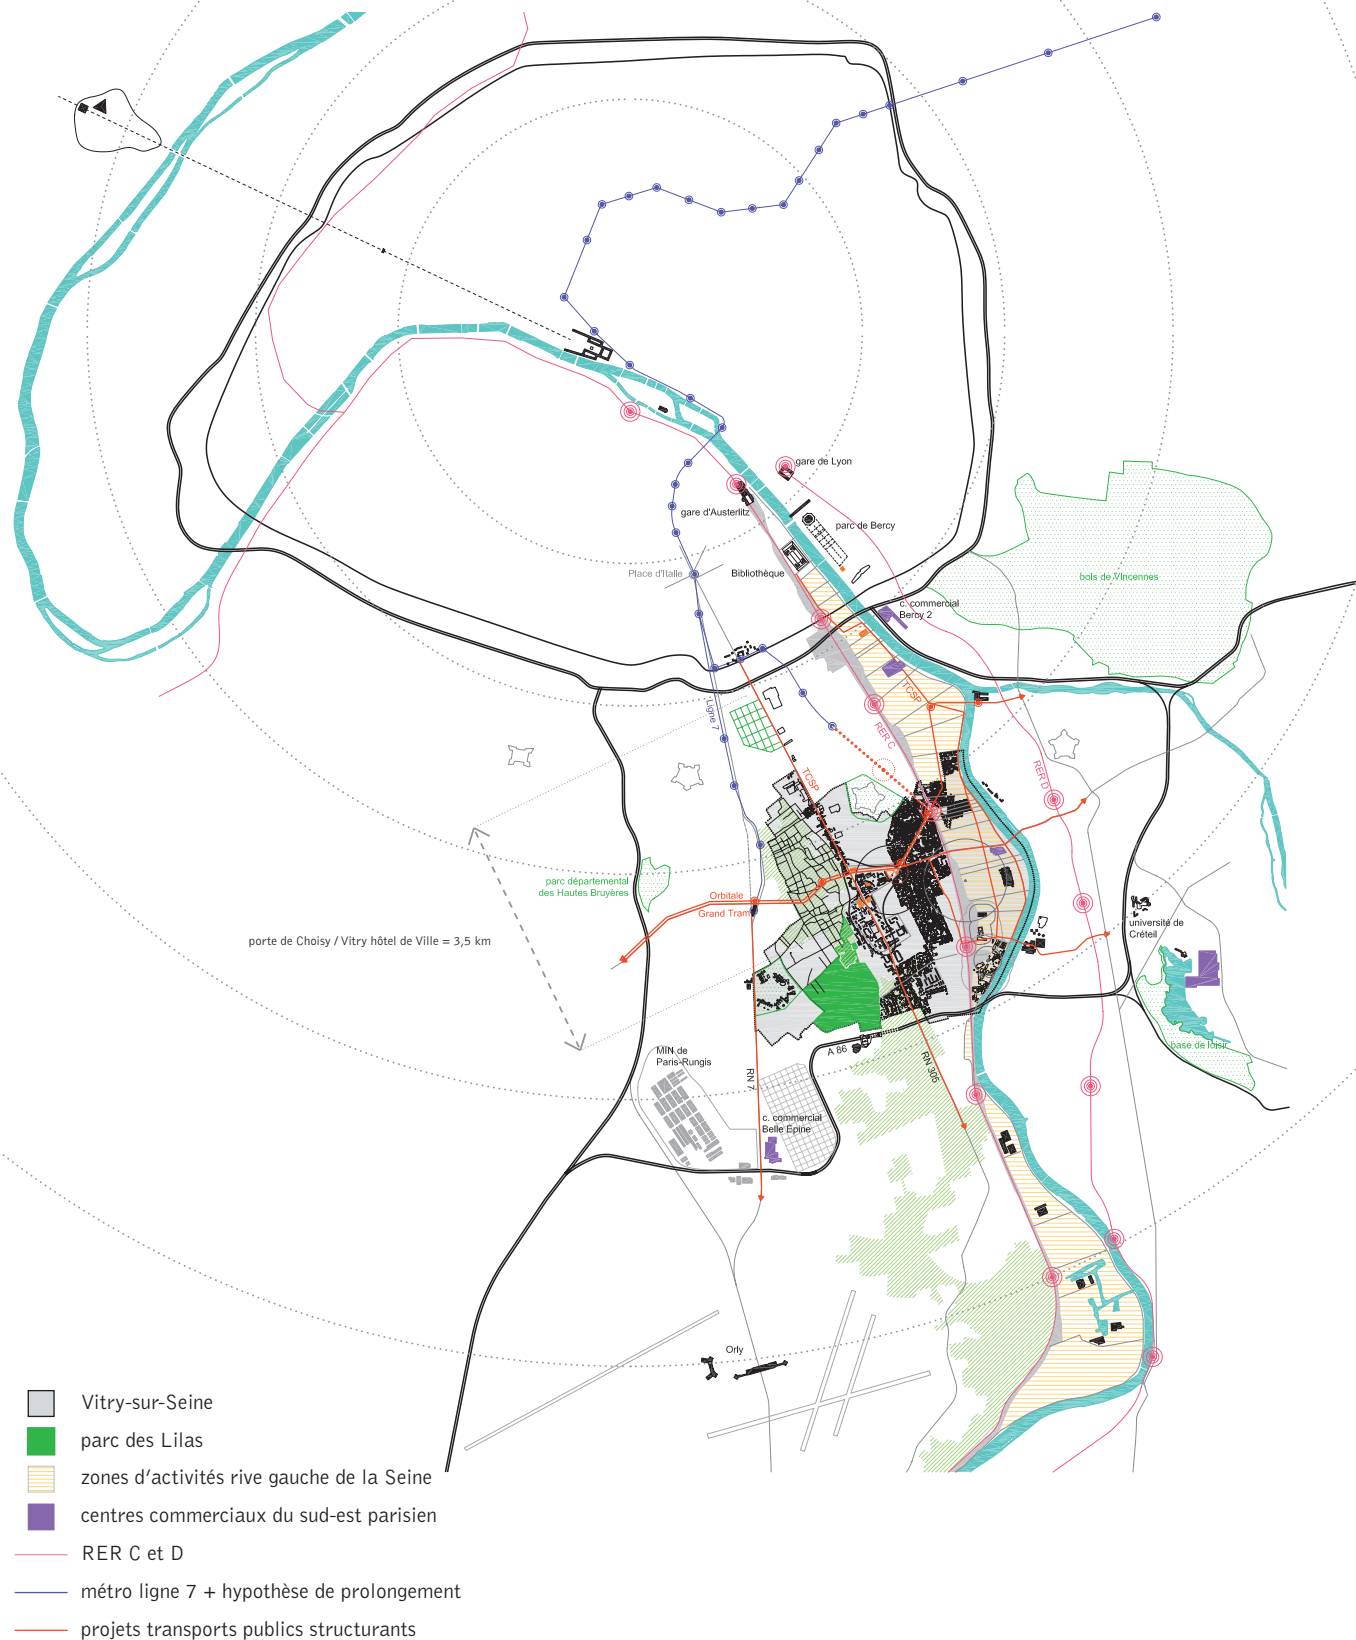 gare de Lyon
gare d'Austerlitz
parc de Bercy
Place d'Italie
Bibliothèque
bois de Vincennes
c. commercial
Bercy 2
TCSP
Ligne 7
RER C
RER D
TCSP
parc départemental
des Hautes Bruyères
Orbitale
Grand Tram
université de
Créteil
porte de Choisy / Vitry hôtel de Ville = 3,5 km
base de loisir
MIN de
Paris-Rungis
A 86
RN 7
RN 305
c. commercial
Belle Epine
Orly
Vitry-sur-Seine
parc des Lilas
zones d'activités rive gauche de la Seine
centres commerciaux du sud-est parisien
RER C et D
métro ligne 7 + hypothèse de prolongement
projets transports publics structurants